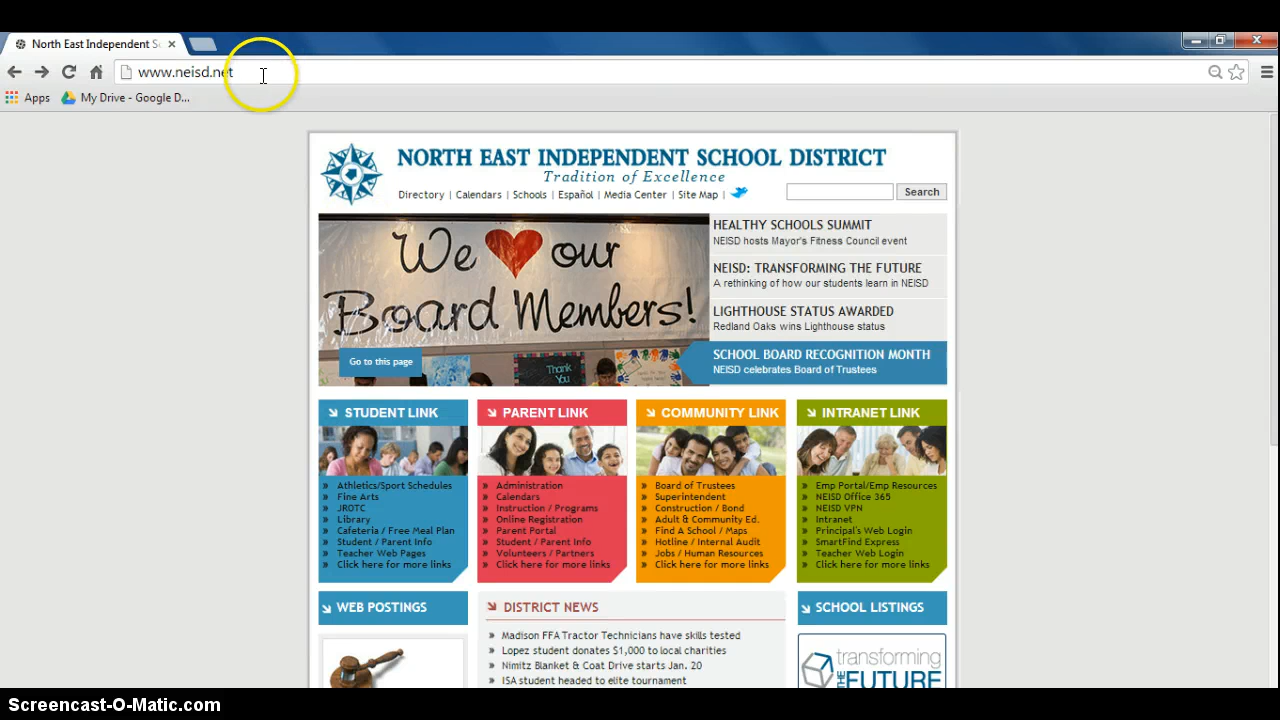 North East Independent Sc
www.neisd.net
Apps My Drive - Google D...
NORTH EAST INDEPENDENT SCHOOL DISTRICT
Tradition of Excellence
Directory | Calendars | Schools | Español | Media Center | Site Map |
Search
We our
Board Members!
Thank
You
Go to this page
HEALTHY SCHOOLS SUMMIT
NEISD hosts Mayor's Fitness Council event
NEISD: TRANSFORMING THE FUTURE
A rethinking of how our students learn in NEISD
LIGHTHOUSE STATUS AWARDED
Redland Oaks wins Lighthouse status
SCHOOL BOARD RECOGNITION MONTH
NEISD celebrates Board of Trustees
STUDENT LINK
» Athletics/Sport Schedules
» Fine Arts
» JROTC
» Library
» Cafeteria / Free Meal Plan
» Student / Parent Info
» Teacher Web Pages
» Click here for more links
PARENT LINK
» Administration
» Calendars
» Instruction / Programs
» Online Registration
» Parent Portal
» Student / Parent Info
» Volunteers / Partners
» Click here for more links
COMMUNITY LINK
» Board of Trustees
» Superintendent
» Construction / Bond
» Adult & Community Ed.
» Find A School / Maps
» Hotline / Internal Audit
» Jobs / Human Resources
» Click here for more links
INTRANET LINK
» Emp Portal/Emp Resources
» NEISD Office 365
» NEISD VPN
» Intranet
» Principal's Web Login
» SmartFind Express
» Teacher Web Login
» Click here for more links
WEB POSTINGS
DISTRICT NEWS
» Madison FFA Tractor Technicians have skills tested
» Lopez student donates $1,000 to local charities
» Nimitz Blanket & Coat Drive starts Jan. 20
» ISA student headed to elite tournament
SCHOOL LISTINGS
transforming
THE FUTURE
Screencast-O-Matic.com